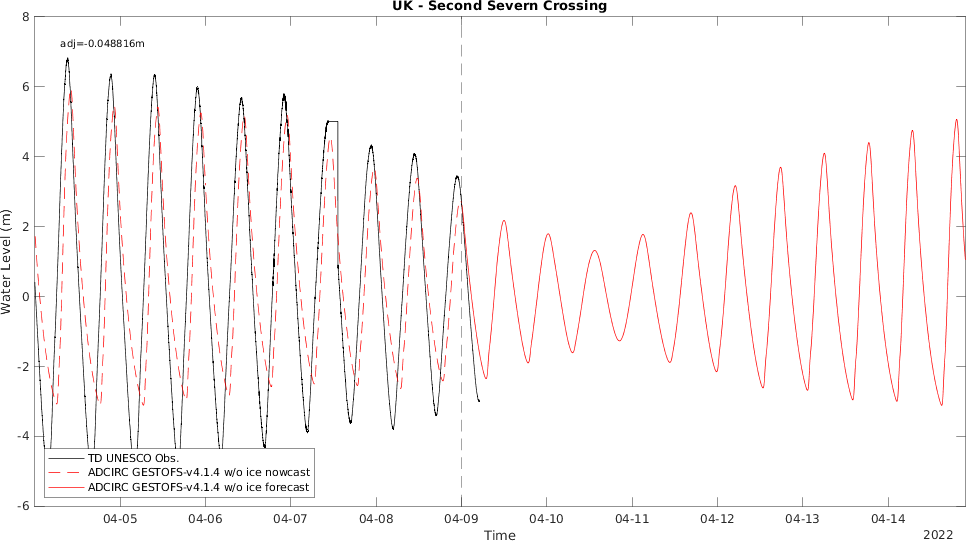 UK - Second Severn Crossing
adj=-0.048816m
8
6
4
2
0
-2
-4
-6
Water Level (m)
TD UNESCO Obs.
ADCIRC GESTOFS-v4.1.4 w/o ice nowcast
ADCIRC GESTOFS-v4.1.4 w/o ice forecast
04-05 04-06 04-07 04-08 04-09 04-10 04-11 04-12 04-13 04-14
Time
2022